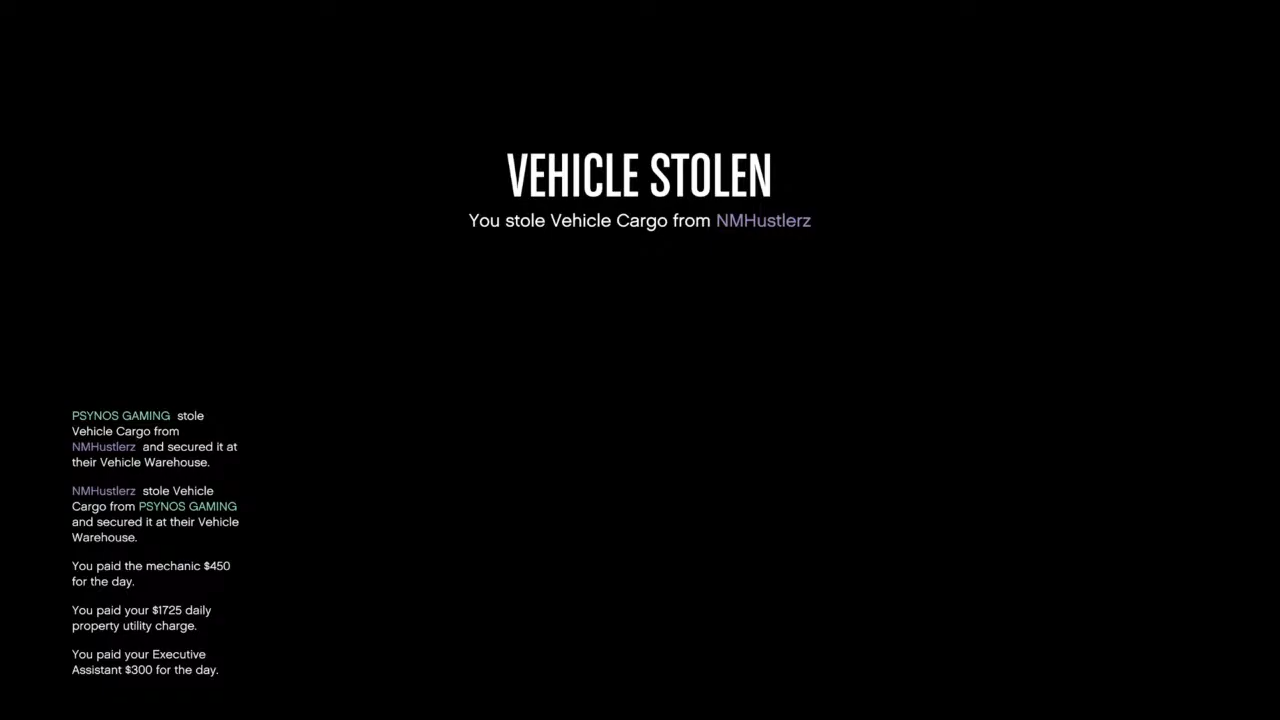 VEHICLE STOLEN
You stole Vehicle Cargo from NMHustlerz
PSYNOS GAMING stole
Vehicle Cargo from
NMHustlerz and secured it at
their Vehicle Warehouse.
NMHustlerz stole Vehicle
Cargo from PSYNOS GAMING
and secured it at their Vehicle
Warehouse.
You paid the mechanic $450
for the day.
You paid your $1725 daily
property utility charge.
You paid your Executive
Assistant $300 for the day.